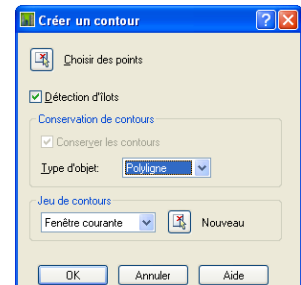 Créer un contour
Choisir des points
Détection d'îlots
Conservation de contours
Conserver les contours
Type d'objet: Polyligne
Jeu de contours
Fenêtre courante Nouveau
OK Annuler Aide